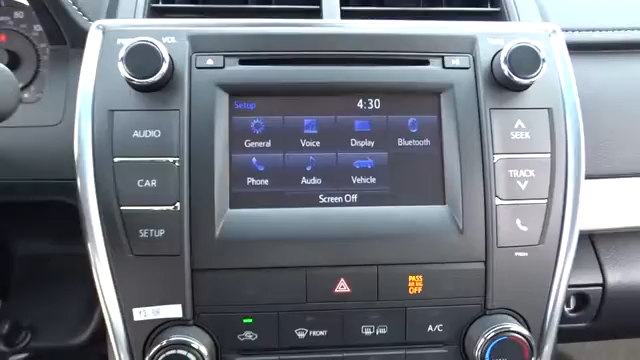 VOL
Setup 4:30
AUDIO
General Voice Display Bluetooth
SEEK
CAR
Phone Audio Vehicle
TRACK
Screen Off
SETUP
PASS
AIR BAG
OFF
FRONT
A/C